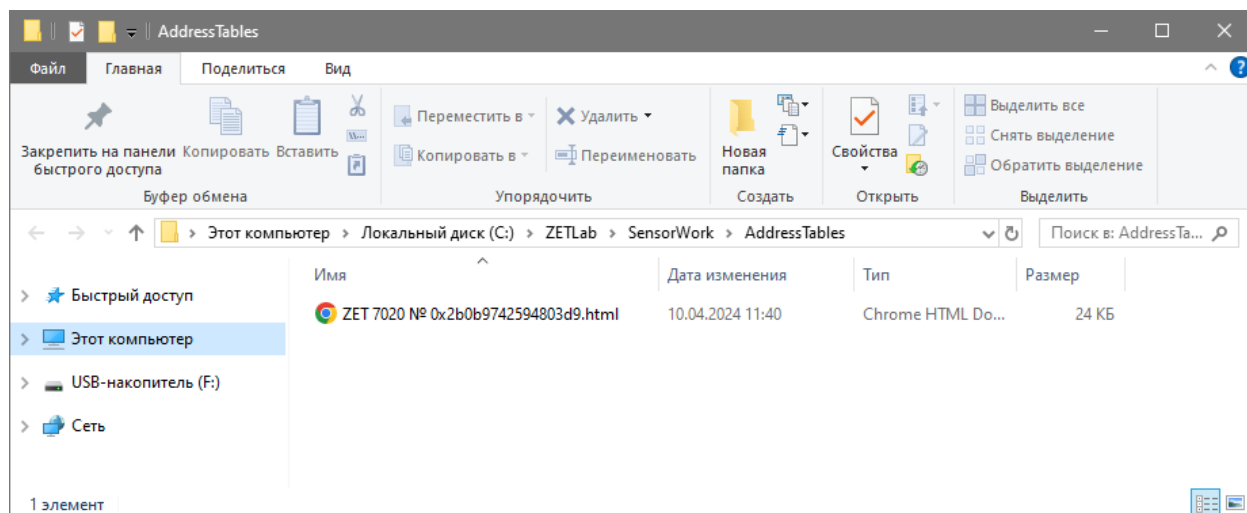 AddressTables
Файл Главная Поделиться Вид
Закрепить на панели быстрого доступа
Копировать
Вставить
Буфер обмена
Переместить в
Копировать в
Удалить
Переименовать
Упорядочить
Новая папка
Создать
Свойства
Открыть
Выделить все
Снять выделение
Обратить выделение
Выделить
Этот компьютер > Локальный диск (C:) > ZETLab > SensorWork > AddressTables
Поиск в: AddressTa...
Имя Дата изменения Тип Размер
Быстрый доступ
Этот компьютер
USB-накопитель (F:)
Сеть
ZET 7020 № 0x2b0b9742594803d9.html 10.04.2024 11:40 Chrome HTML Do... 24 КБ
1 элемент